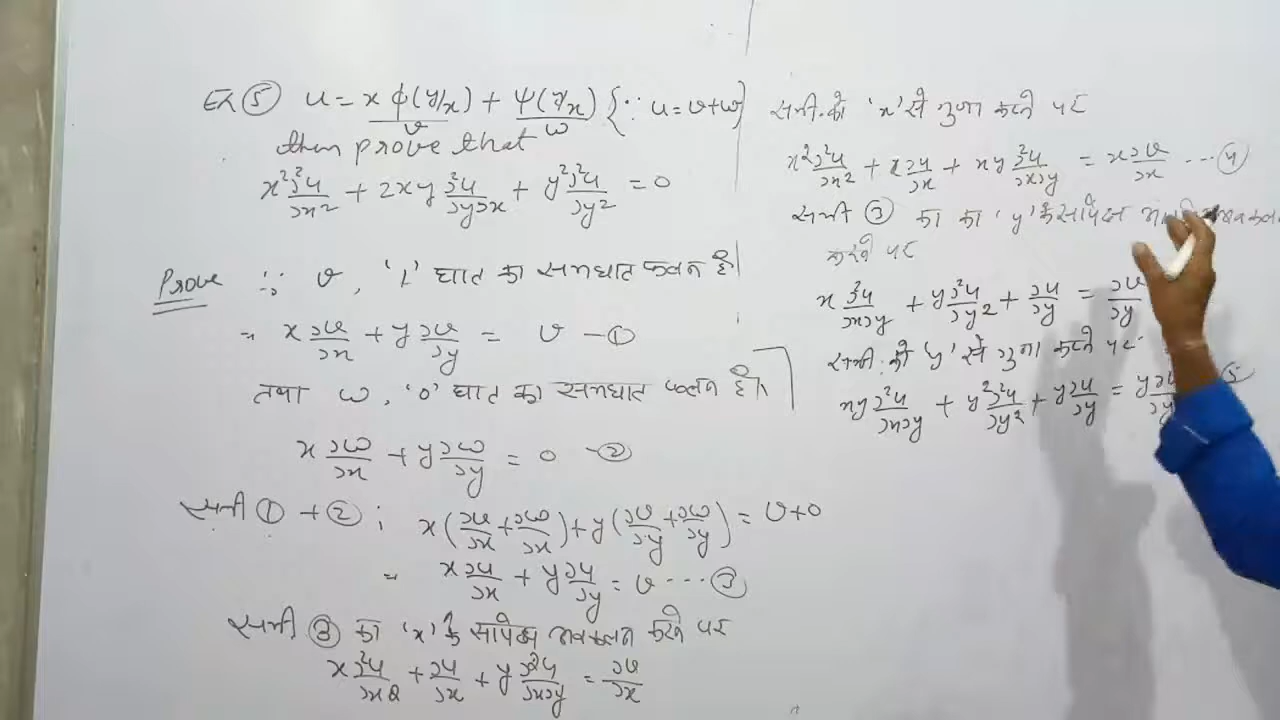 Ex ⑤ u = x ϕ(y/x) + ψ(y/x) {∵ u = v+w}
v w
then prove that
x² ∂²u/∂x² + 2xy ∂²u/∂y∂x + y² ∂²u/∂y² = 0
Prove ∵ v, '1' घात का समघात फलन है।
= x ∂v/∂x + y ∂v/∂y = v — ①
तथा w, '0' घात का समघात फलन है।
x ∂w/∂x + y ∂w/∂y = 0 — ②
समी ① + ② ;
x(∂v/∂x + ∂w/∂x) + y(∂v/∂y + ∂w/∂y) = v+0
= x ∂u/∂x + y ∂u/∂y = v --- ③
समी ③ का 'x' के सापेक्ष अवकलन करने पर
x ∂²u/∂x² + ∂u/∂x + y ∂²u/∂x∂y = ∂v/∂x
समी. को 'x' से गुणा करने पर
x² ∂²u/∂x² + x ∂u/∂x + xy ∂²u/∂x∂y = x ∂v/∂x --- ④
समी ③ का का 'y' के सापेक्ष
करने पर
x ∂²u/∂x∂y + y ∂²u/∂y² + ∂u/∂y = ∂v/∂y
समी. को 'y' से गुणा करने पर
xy ∂²u/∂x∂y + y² ∂²u/∂y² + y ∂u/∂y = y ∂v/∂y ⑤